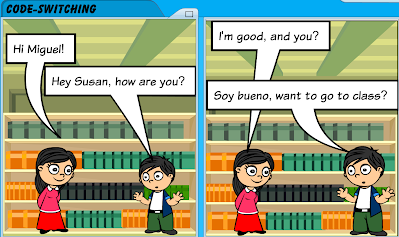 CODE-SWITCHING
Hi Miguel!
Hey Susan, how are you?
I'm good, and you?
Soy bueno, want to go to class?